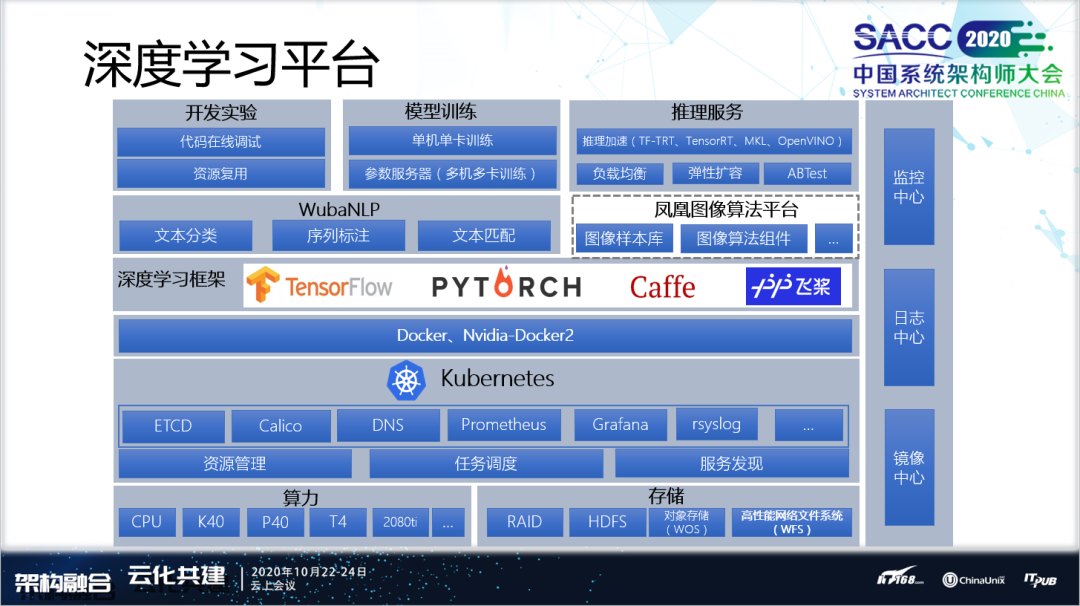 深度学习平台
SACC 2020
中国系统架构师大会
SYSTEM ARCHITECT CONFERENCE CHINA
开发实验
代码在线调试
资源复用
模型训练
单机单卡训练
参数服务器（多机多卡训练）
推理服务
推理加速（TF-TRT、TensorRT、MKL、OpenVINO）
负载均衡
弹性扩容
ABTest
WubaNLP
文本分类
序列标注
文本匹配
凤凰图像算法平台
图像样本库
图像算法组件
...
深度学习框架
TensorFlow
PYTORCH
Caffe
飞桨
Docker、Nvidia-Docker2
Kubernetes
ETCD
Calico
DNS
Prometheus
Grafana
rsyslog
...
资源管理
任务调度
服务发现
算力
CPU
K40
P40
T4
2080ti
...
存储
RAID
HDFS
对象存储
（WOS）
高性能网络文件系统
（WFS）
监控
中心
日志
中心
镜像
中心
架构融合 云化共建
2020年10月22-24日
云上会议
ITPUB
ChinaUnix